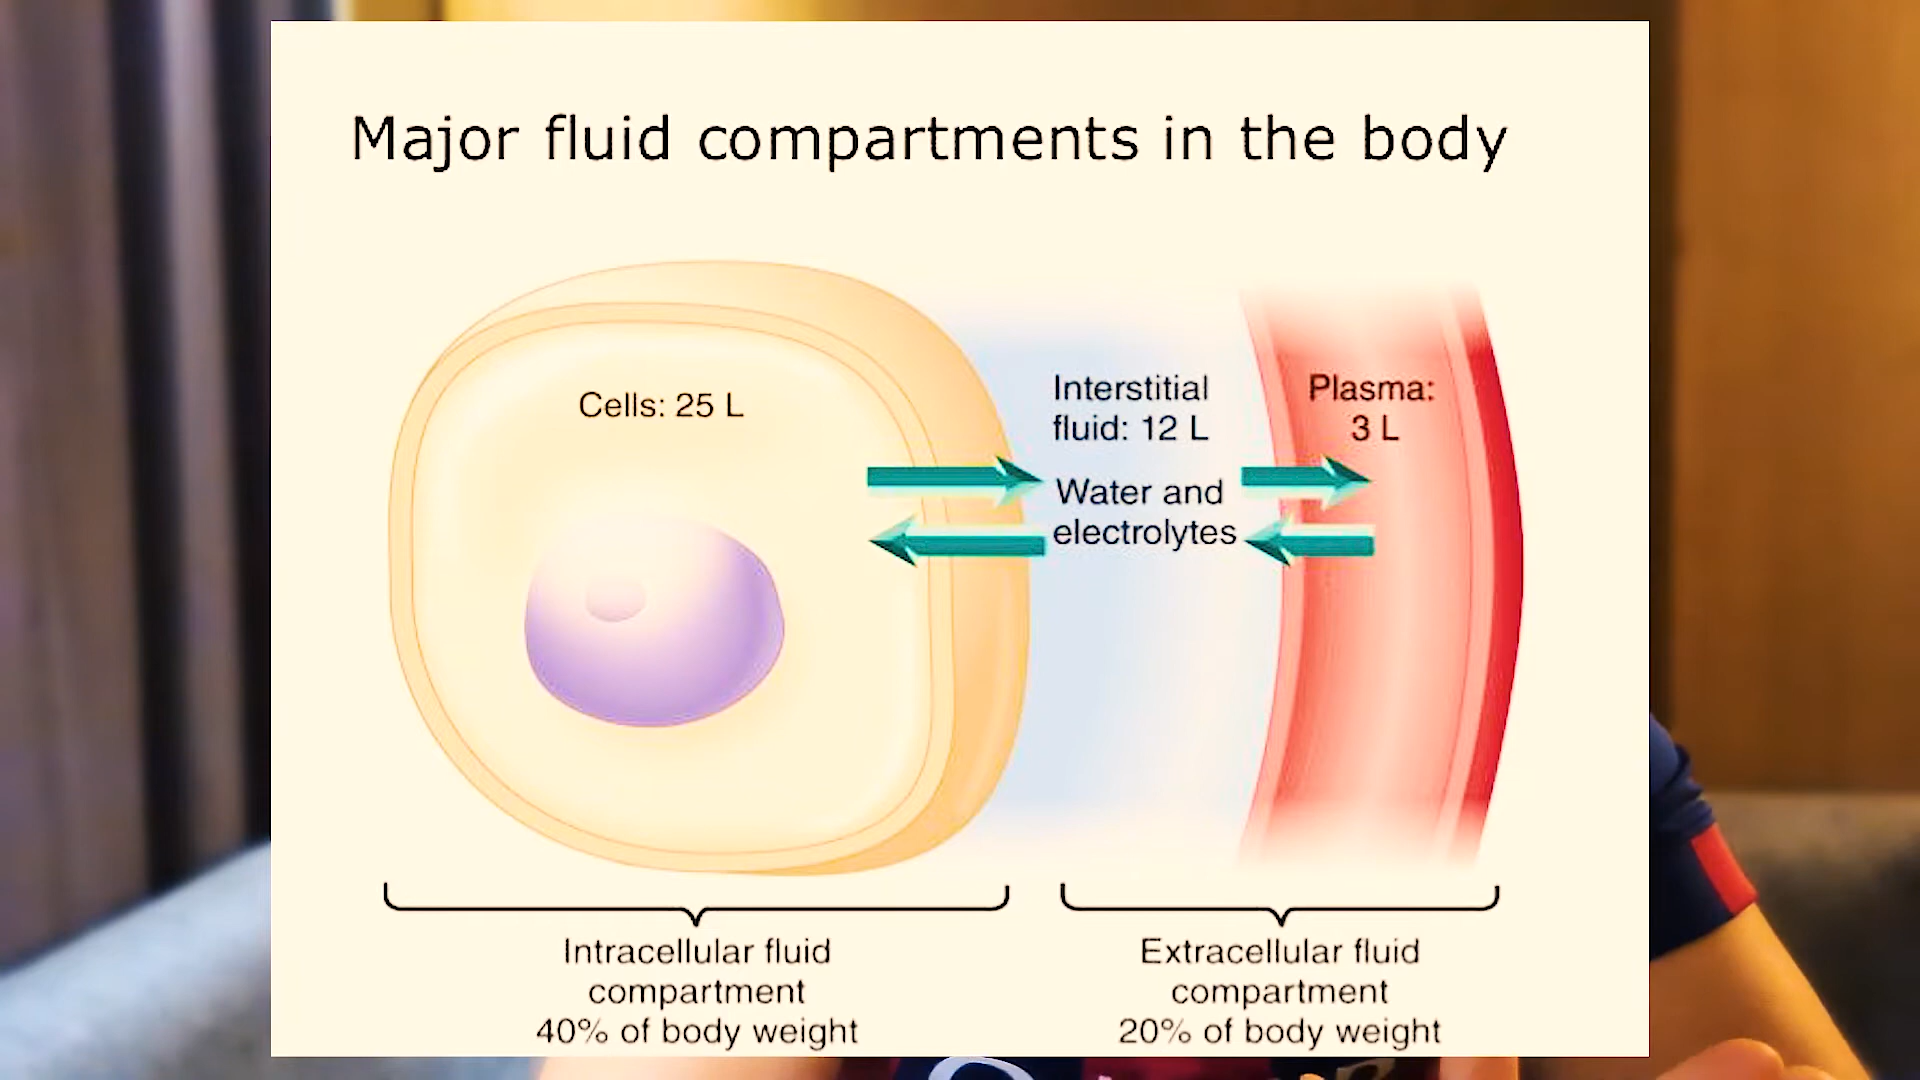 Major fluid compartments in the body
Cells: 25 L
Interstitial
fluid: 12 L
Plasma:
3 L
Water and
electrolytes
Intracellular fluid
compartment
40% of body weight
Extracellular fluid
compartment
20% of body weight